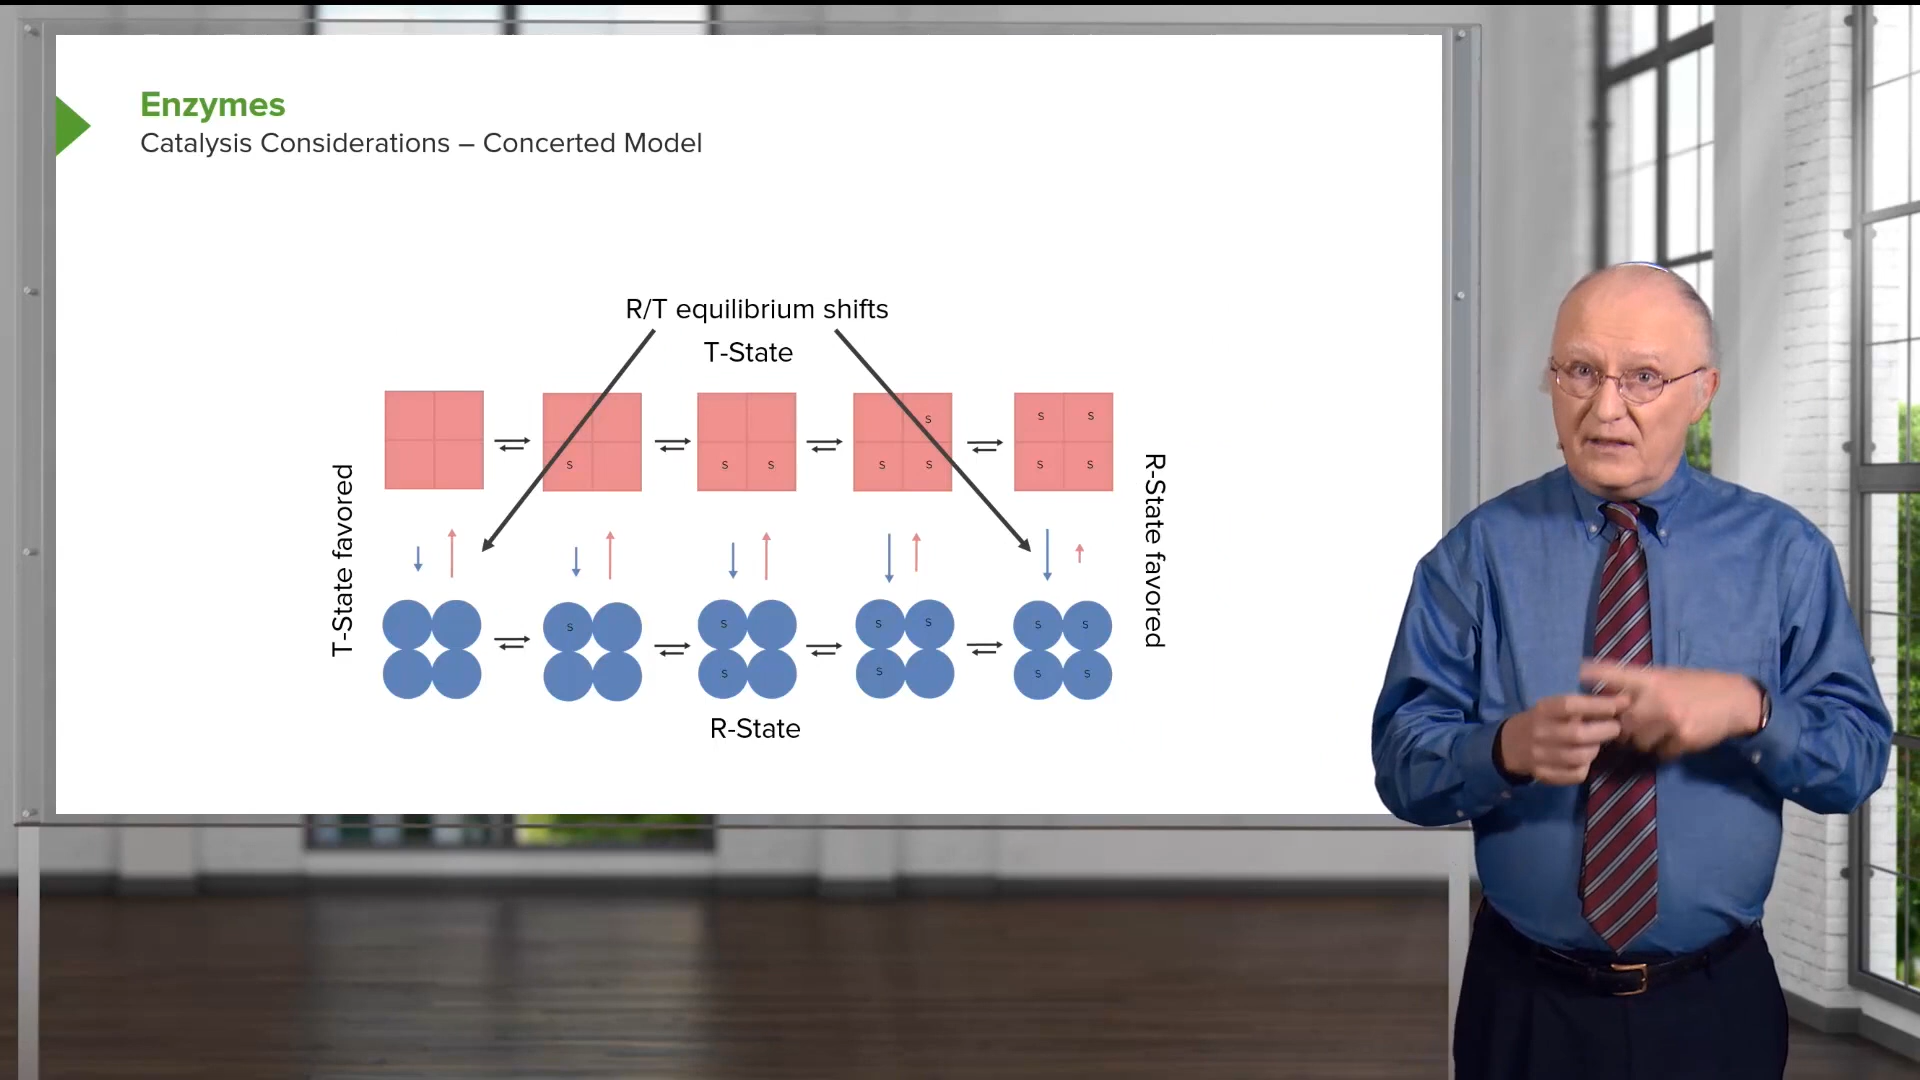 Enzymes
Catalysis Considerations – Concerted Model
R/T equilibrium shifts
T-State
T-State favored
S
S S
S
S S
S S
S S
R-State favored
S
S
S
S S
S
S S
S S
R-State